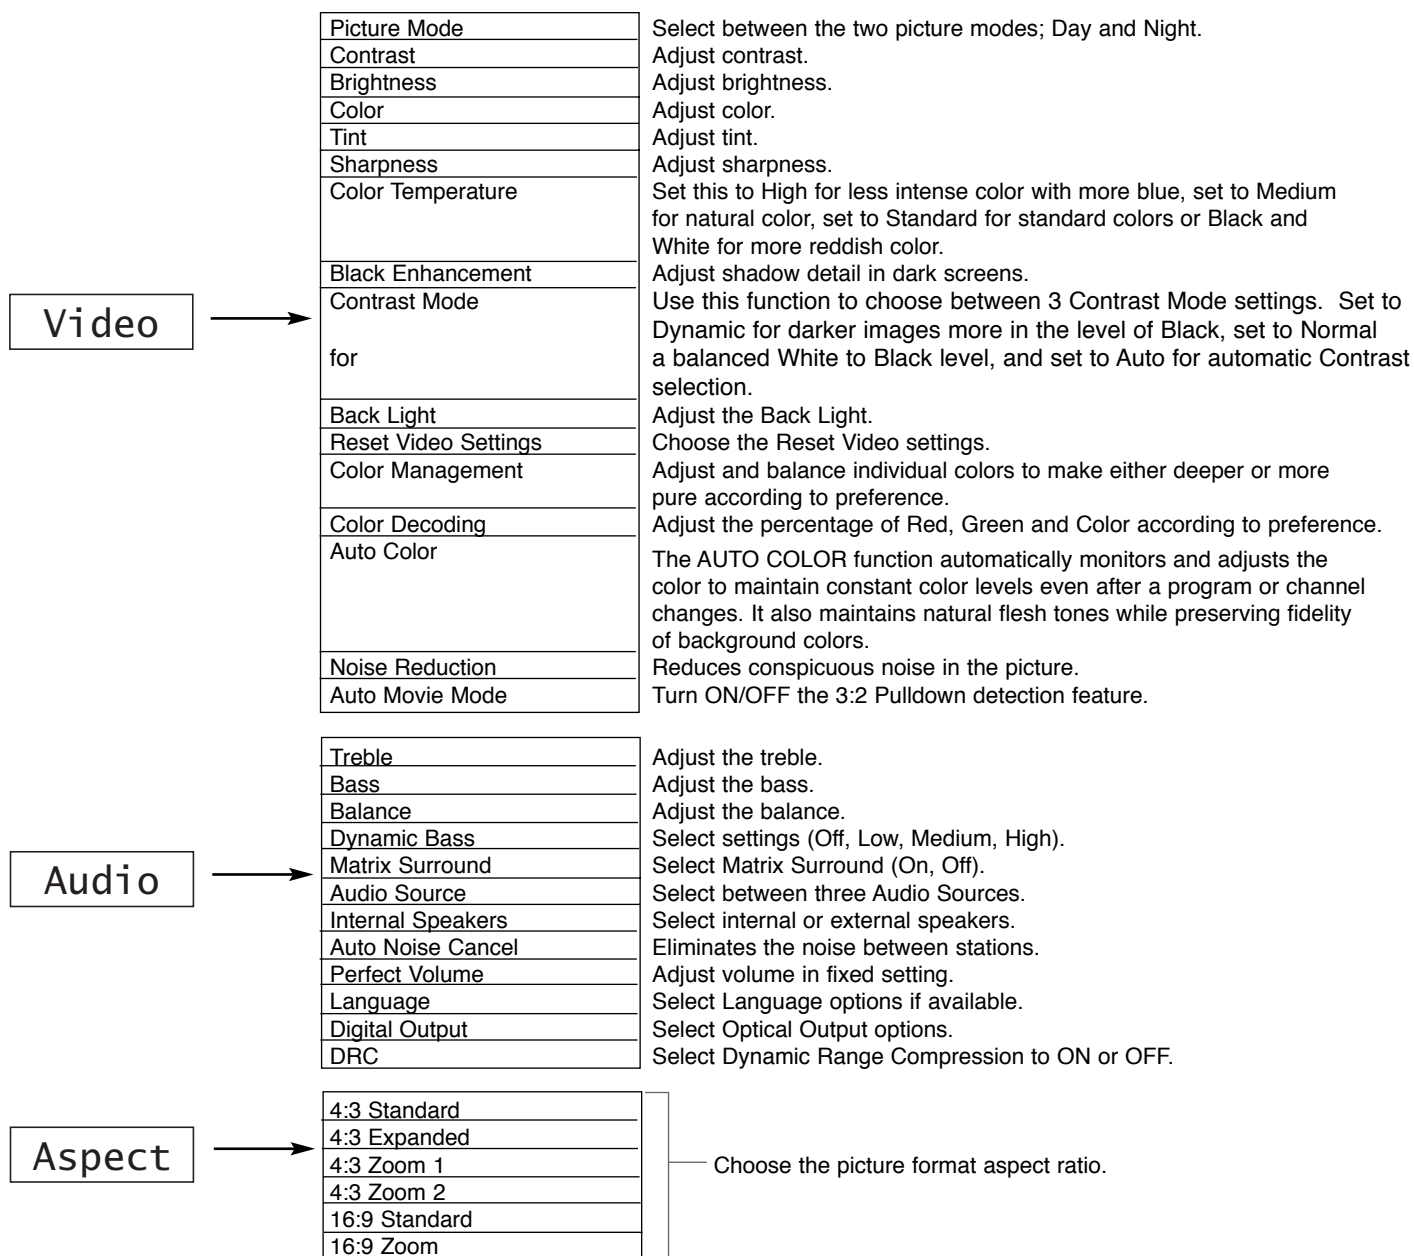 Picture Mode Select between the two picture modes; Day and Night.
Contrast Adjust contrast.
Brightness Adjust brightness.
Color Adjust color.
Tint Adjust tint.
Sharpness Adjust sharpness.
Color Temperature Set this to High for less intense color with more blue, set to Medium
for natural color, set to Standard for standard colors or Black and
White for more reddish color.
Black Enhancement Adjust shadow detail in dark screens.
Video
Contrast Mode Use this function to choose between 3 Contrast Mode settings. Set to
Dynamic for darker images more in the level of Black, set to Normal
for a balanced White to Black level, and set to Auto for automatic Contrast
selection.
Back Light Adjust the Back Light.
Reset Video Settings Choose the Reset Video settings.
Color Management Adjust and balance individual colors to make either deeper or more
pure according to preference.
Color Decoding Adjust the percentage of Red, Green and Color according to preference.
Auto Color The AUTO COLOR function automatically monitors and adjusts the
color to maintain constant color levels even after a program or channel
changes. It also maintains natural flesh tones while preserving fidelity
of background colors.
Noise Reduction Reduces conspicuous noise in the picture.
Auto Movie Mode Turn ON/OFF the 3:2 Pulldown detection feature.
Treble Adjust the treble.
Bass Adjust the bass.
Balance Adjust the balance.
Dynamic Bass Select settings (Off, Low, Medium, High).
Audio
Matrix Surround Select Matrix Surround (On, Off).
Audio Source Select between three Audio Sources.
Internal Speakers Select internal or external speakers.
Auto Noise Cancel Eliminates the noise between stations.
Perfect Volume Adjust volume in fixed setting.
Language Select Language options if available.
Digital Output Select Optical Output options.
DRC Select Dynamic Range Compression to ON or OFF.
Aspect
4:3 Standard
4:3 Expanded
4:3 Zoom 1 Choose the picture format aspect ratio.
4:3 Zoom 2
16:9 Standard
16:9 Zoom